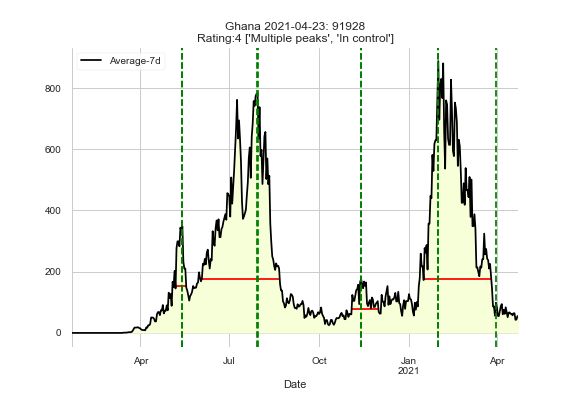 Ghana 2021-04-23: 91928
Rating:4 ['Multiple peaks', 'In control']
Average-7d
800
600
400
200
0
Apr
Jul
Oct
Jan
2021
Apr
Date